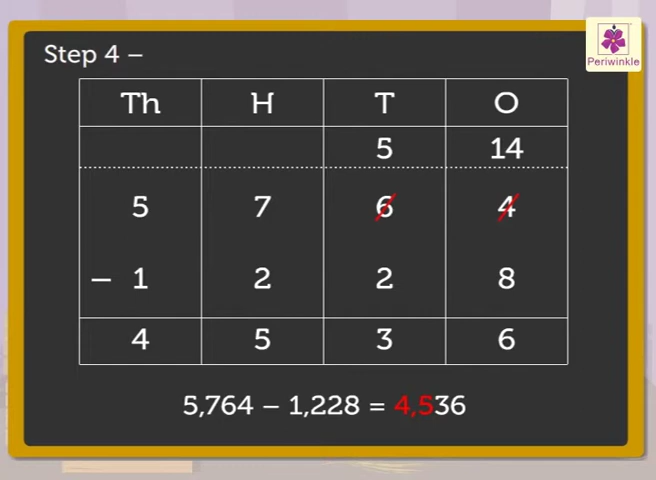 Step 4 –
Periwinkle
Th H T O
5 14
5 7 6 4
– 1 2 2 8
4 5 3 6
5,764 – 1,228 = 4,536